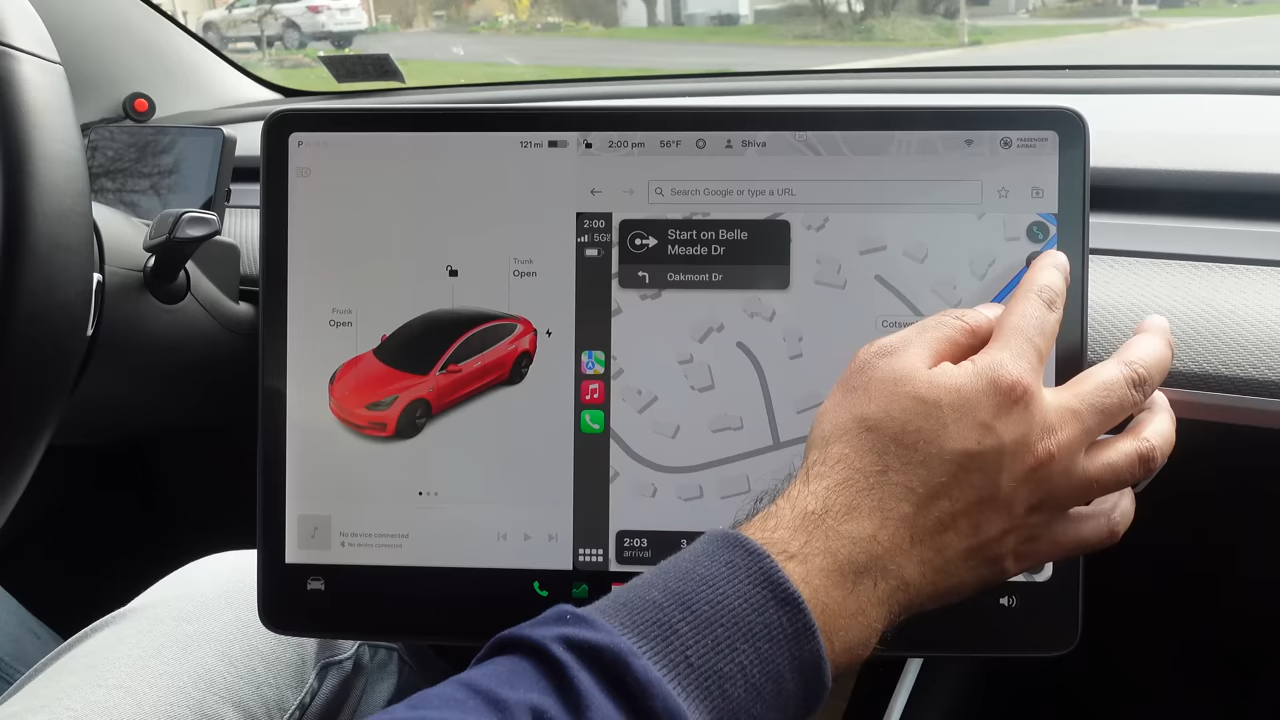 P
121 mi
2:00 pm
56°F
Shiva
PASSENGER
AIRBAG
Search Google or type a URL
2:00
5G
Start on Belle
Meade Dr
Oakmont Dr
Trunk
Open
Frunk
Open
Cotsw
No device connected
No device connected
2:03
arrival
3